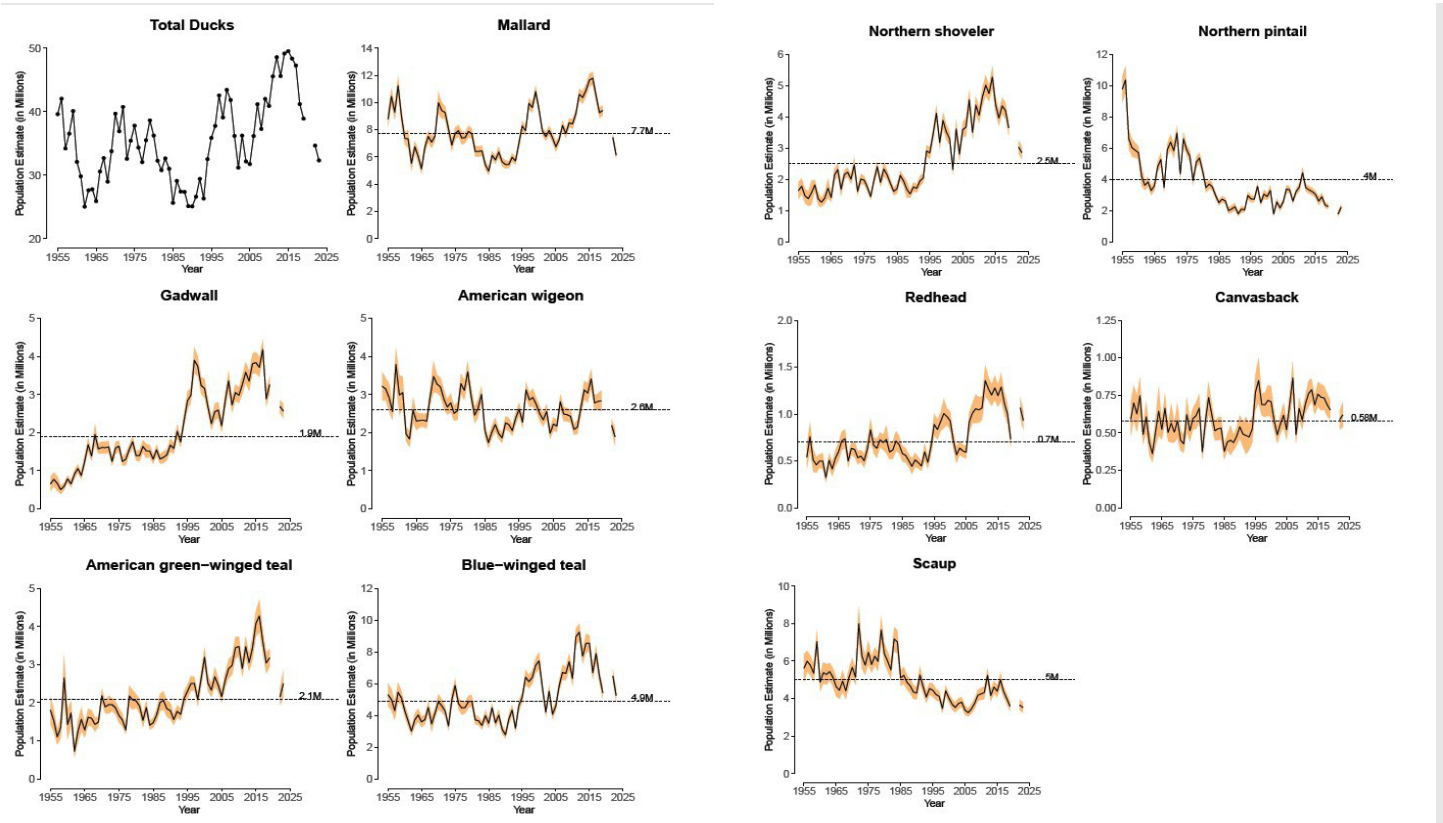 Total Ducks
Population Estimate (in Millions)
50
40
30
20
1955 1965 1975 1985 1995 2005 2015 2025
Year
Mallard
Population Estimate (in Millions)
14
12
10
8
6
4
2
0
7.7M
1955 1965 1975 1985 1995 2005 2015 2025
Year
Northern shoveler
Population Estimate (in Millions)
6
5
4
3
2
1
0
2.5M
1955 1965 1975 1985 1995 2005 2015 2025
Year
Northern pintail
Population Estimate (in Millions)
12
10
8
6
4
2
0
4M
1955 1965 1975 1985 1995 2005 2015 2025
Year
Gadwall
Population Estimate (in Millions)
5
4
3
2
1
0
1.9M
1955 1965 1975 1985 1995 2005 2015 2025
Year
American wigeon
Population Estimate (in Millions)
5
4
3
2
1
0
2.6M
1955 1965 1975 1985 1995 2005 2015 2025
Year
Redhead
Population Estimate (in Millions)
2.0
1.5
1.0
0.5
0.0
0.7M
1955 1965 1975 1985 1995 2005 2015 2025
Year
Canvasback
Population Estimate (in Millions)
1.25
1.00
0.75
0.50
0.25
0.00
0.58M
1955 1965 1975 1985 1995 2005 2015 2025
Year
American green-winged teal
Population Estimate (in Millions)
5
4
3
2
1
0
2.1M
1955 1965 1975 1985 1995 2005 2015 2025
Year
Blue-winged teal
Population Estimate (in Millions)
12
10
8
6
4
2
0
4.9M
1955 1965 1975 1985 1995 2005 2015 2025
Year
Scaup
Population Estimate (in Millions)
10
8
6
4
2
0
5M
1955 1965 1975 1985 1995 2005 2015 2025
Year